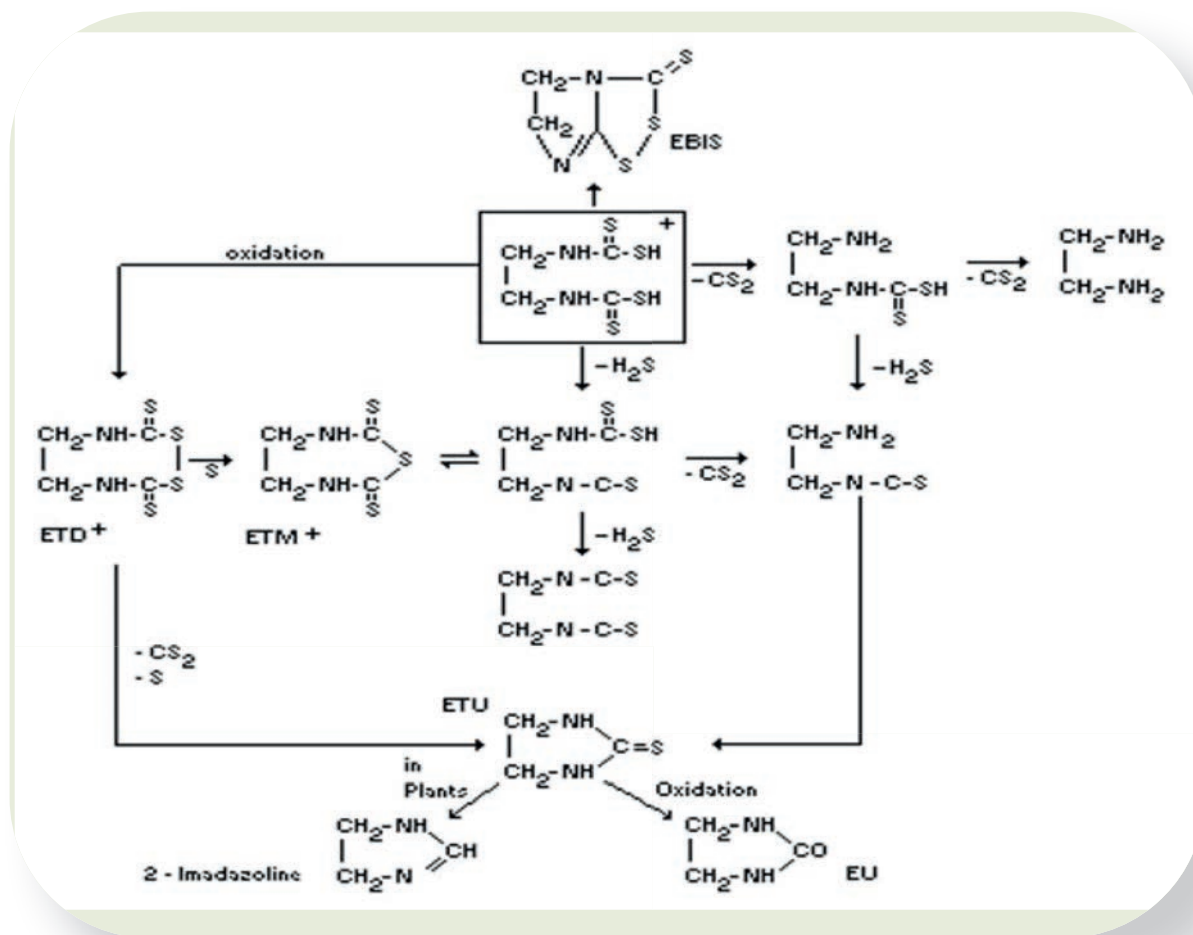 CH2-N—C=S
CH2
S
N
S
EBIS
oxidation
+
S
CH2-NH-C-SH
CH2-NH-C-SH
S
-CS2
CH2-NH2
CH2-NH-C-SH
S
-CS2
CH2-NH2
CH2-NH2
-H2S
-H2S
S
CH2-NH-C-S
CH2-NH-C-S
S
ETD+
S
S
CH2-NH-C
S
CH2-NH-C
S
ETM+
S
CH2-NH-C-SH
CH2-N-C-S
-CS2
CH2-NH2
CH2-N-C-S
-H2S
CH2-N-C-S
CH2-N-C-S
-CS2
-S
ETU
CH2-NH
C=S
CH2-NH
in
Plants
Oxidation
CH2-NH
CH
CH2-N
2 - Imadazoline
CH2-NH
CO
CH2-NH
EU